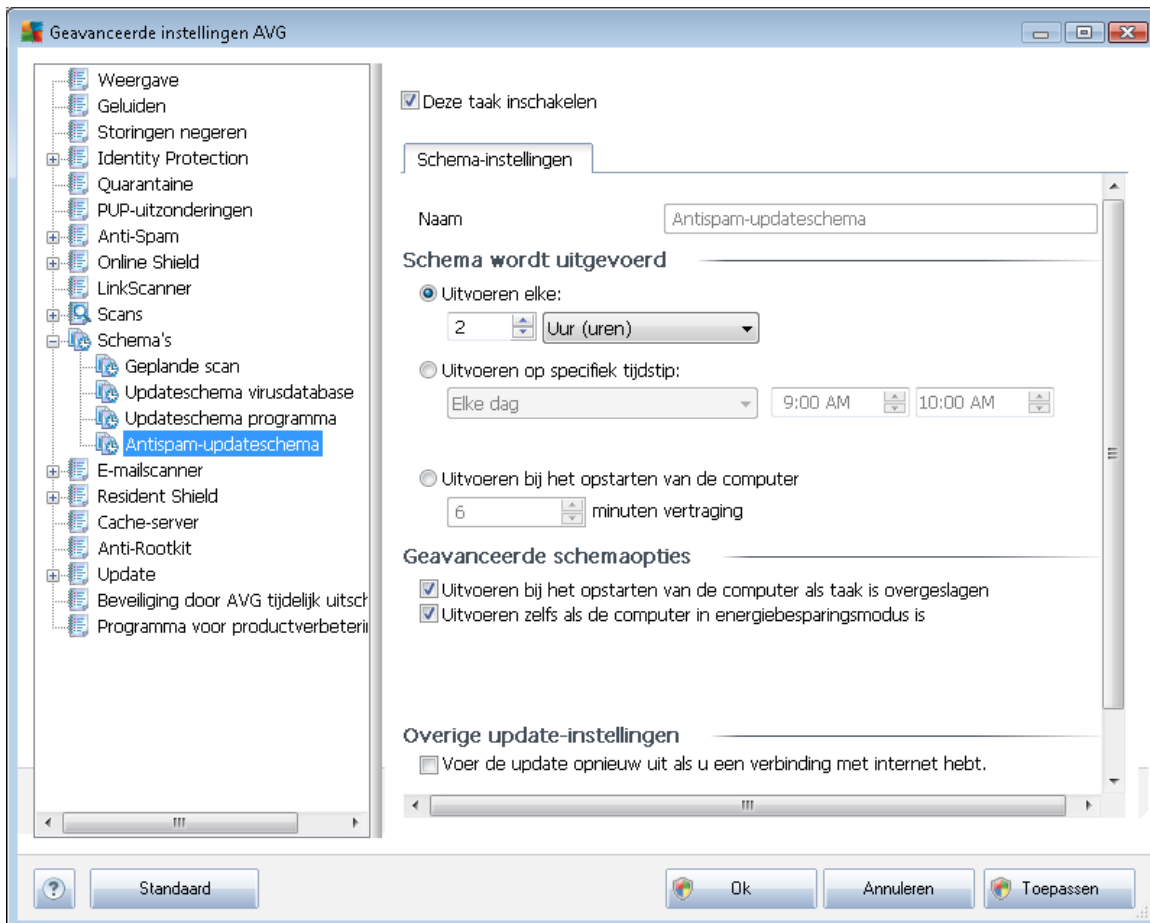 Geavanceerde instellingen AVG
Weergave
Geluiden
Storingen negeren
Identity Protection
Quarantaine
PUP-uitzonderingen
Anti-Spam
Online Shield
LinkScanner
Scans
Schema's
Geplande scan
Updateschema virusdatabase
Updateschema programma
Antispam-updateschema
E-mailscanner
Resident Shield
Cache-server
Anti-Rootkit
Update
Beveiliging door AVG tijdelijk uitsch
Programma voor productverbeterin
Deze taak inschakelen
Schema-instellingen
Naam Antispam-updateschema
Schema wordt uitgevoerd
Uitvoeren elke:
2 Uur (uren)
Uitvoeren op specifiek tijdstip:
Elke dag 9:00 AM 10:00 AM
Uitvoeren bij het opstarten van de computer
6 minuten vertraging
Geavanceerde schemaopties
Uitvoeren bij het opstarten van de computer als taak is overgeslagen
Uitvoeren zelfs als de computer in energiebesparingsmodus is
Overige update-instellingen
Voer de update opnieuw uit als u een verbinding met internet hebt.
? Standaard Ok Annuleren Toepassen